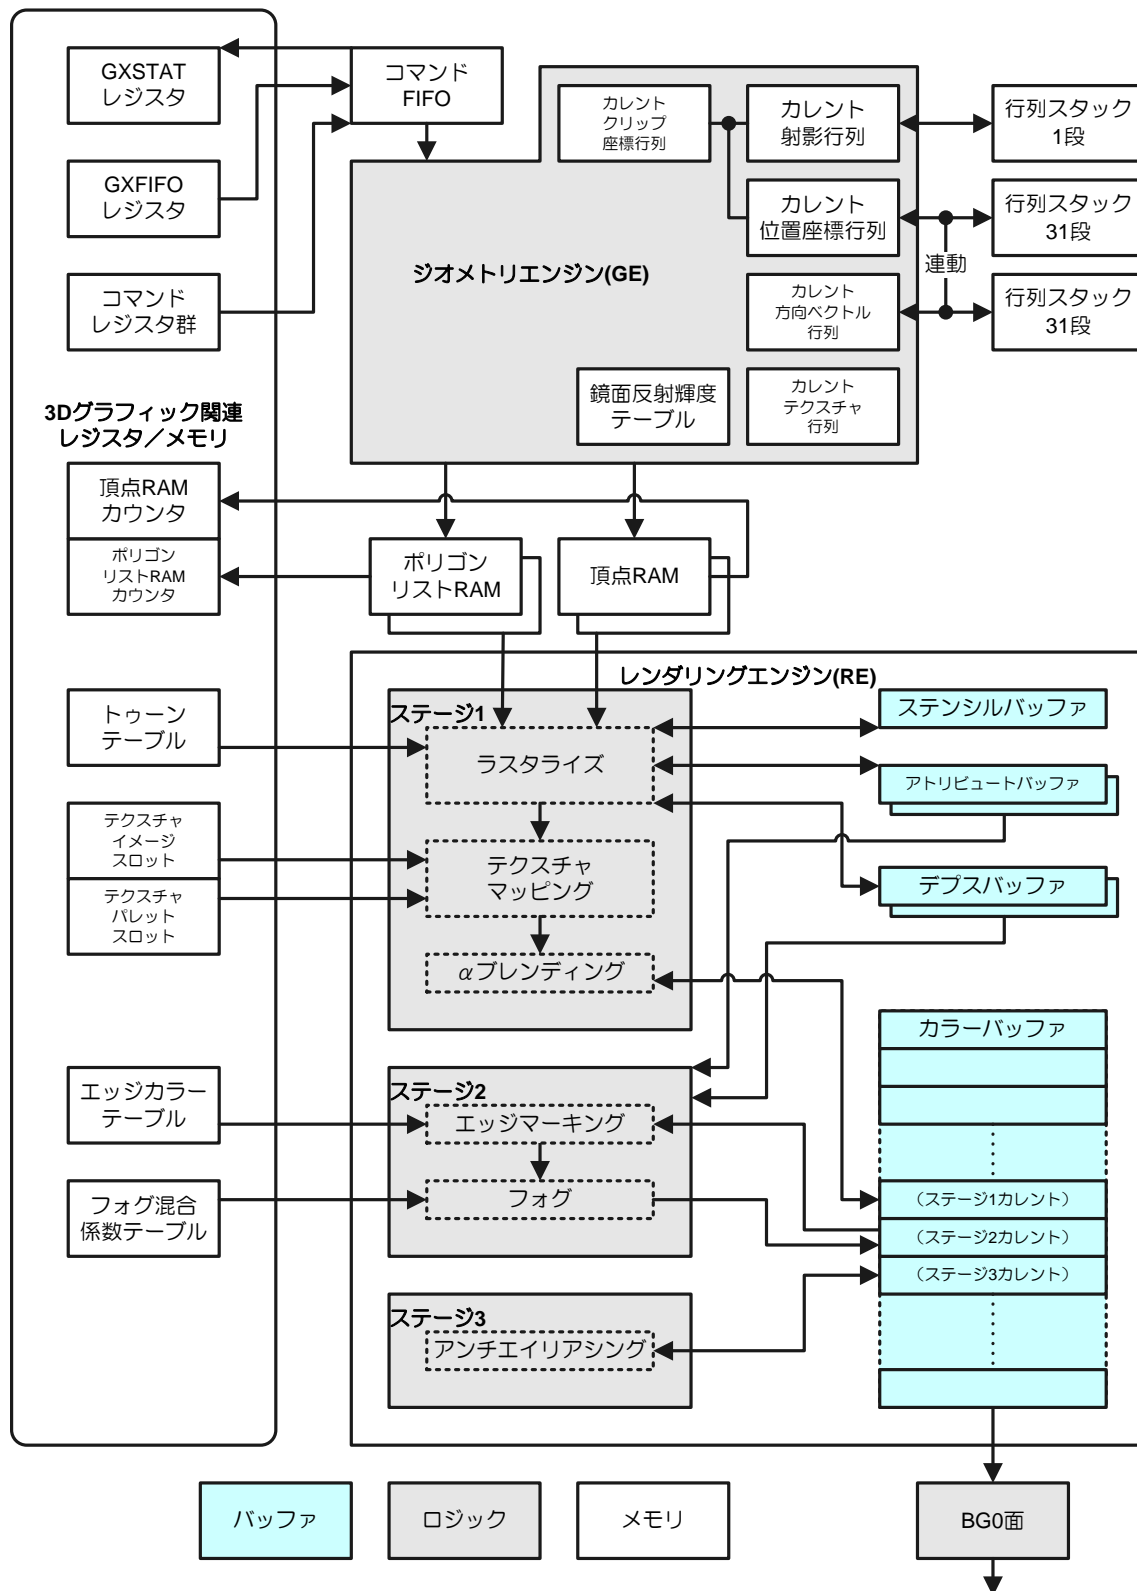 GXSTAT
レジスタ
コマンド
FIFO
GXFIFO
レジスタ
コマンド
レジスタ群
3Dグラフィック関連
レジスタ／メモリ
頂点RAM
カウンタ
ポリゴン
リストRAM
カウンタ
トゥーン
テーブル
テクスチャ
イメージ
スロット
テクスチャ
パレット
スロット
エッジカラー
テーブル
フォグ混合
係数テーブル
ジオメトリエンジン(GE)
カレント
クリップ
座標行列
カレント
射影行列
カレント
位置座標行列
カレント
方向ベクトル
行列
カレント
テクスチャ
行列
鏡面反射輝度
テーブル
行列スタック
1段
行列スタック
31段
連動
行列スタック
31段
ポリゴン
リストRAM
頂点RAM
レンダリングエンジン(RE)
ステージ1
ラスタライズ
テクスチャ
マッピング
αブレンディング
ステージ2
エッジマーキング
フォグ
ステージ3
アンチエイリアシング
ステンシルバッファ
アトリビュートバッファ
デプスバッファ
カラーバッファ
（ステージ1カレント）
（ステージ2カレント）
（ステージ3カレント）
バッファ
ロジック
メモリ
BG0面